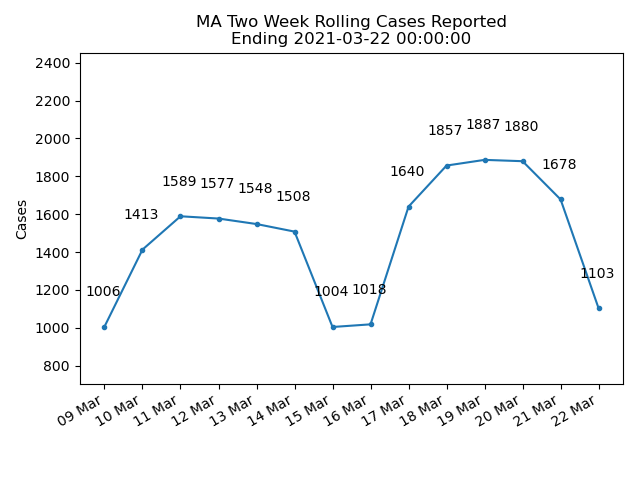 MA Two Week Rolling Cases Reported
Ending 2021-03-22 00:00:00
Cases
2400
2200
2000
1800
1600
1400
1200
1000
800
1006
1413
1589
1577
1548
1508
1004
1018
1640
1857
1887
1880
1678
1103
09 Mar
10 Mar
11 Mar
12 Mar
13 Mar
14 Mar
15 Mar
16 Mar
17 Mar
18 Mar
19 Mar
20 Mar
21 Mar
22 Mar